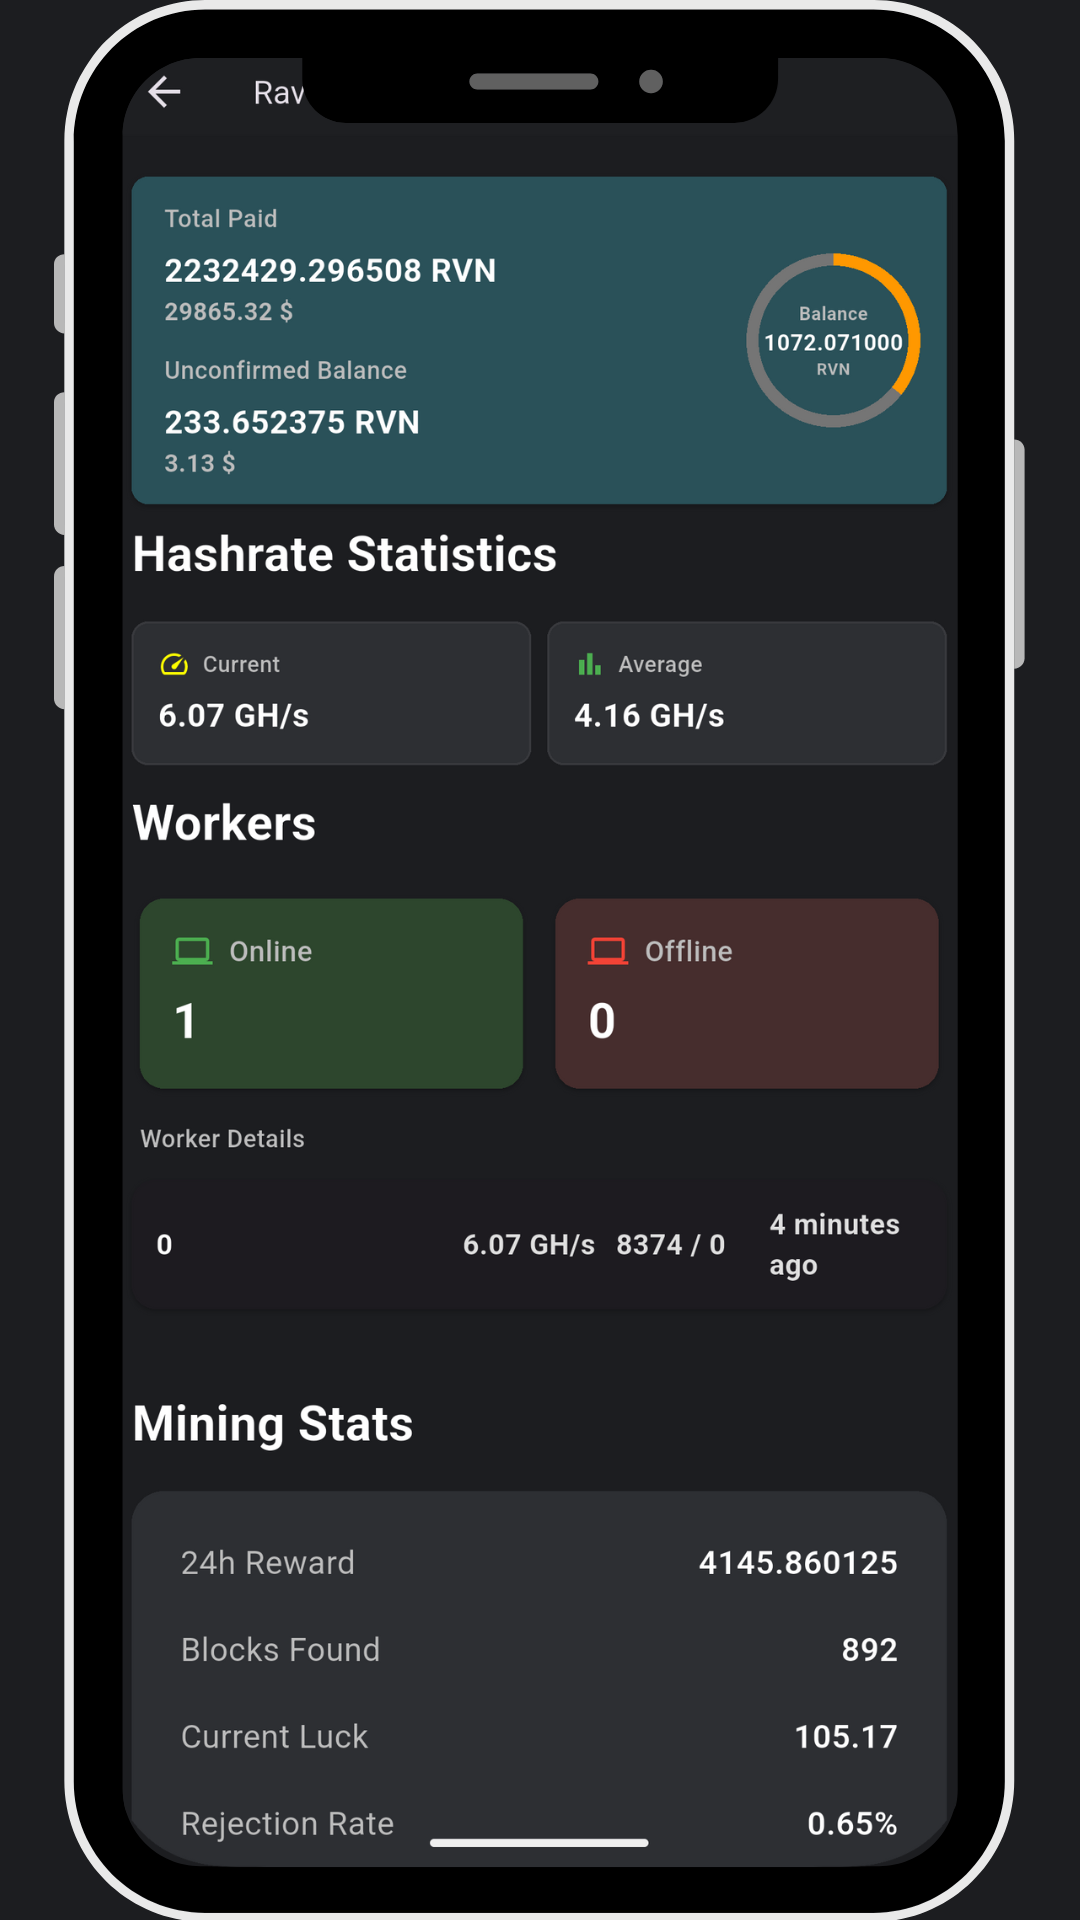 Rav
Total Paid
2232429.296508 RVN
29865.32 $
Unconfirmed Balance
233.652375 RVN
3.13 $
Balance
1072.071000
RVN
Hashrate Statistics
Current
6.07 GH/s
Average
4.16 GH/s
Workers
Online
1
Offline
0
Worker Details
0 6.07 GH/s 8374 / 0 4 minutes
ago
Mining Stats
24h Reward 4145.860125
Blocks Found 892
Current Luck 105.17
Rejection Rate 0.65%